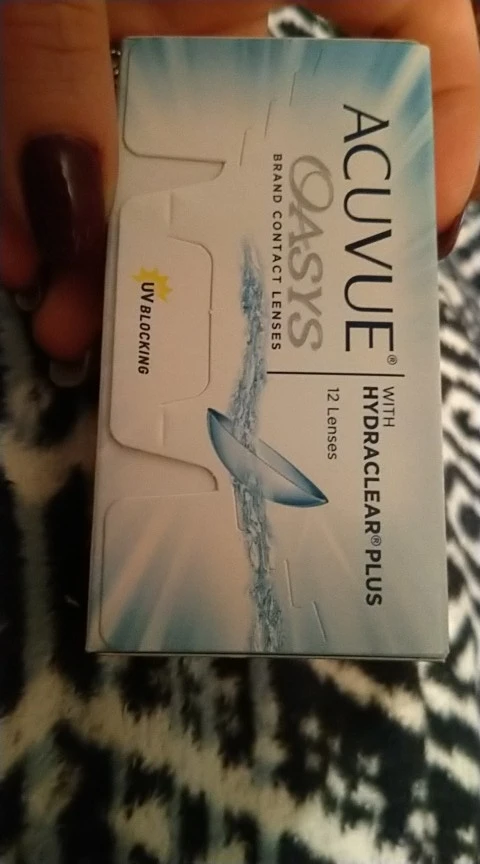 ACUVUE®
OASYS
BRAND CONTACT LENSES
WITH
HYDRACLEAR® PLUS
12 Lenses
UV BLOCKING